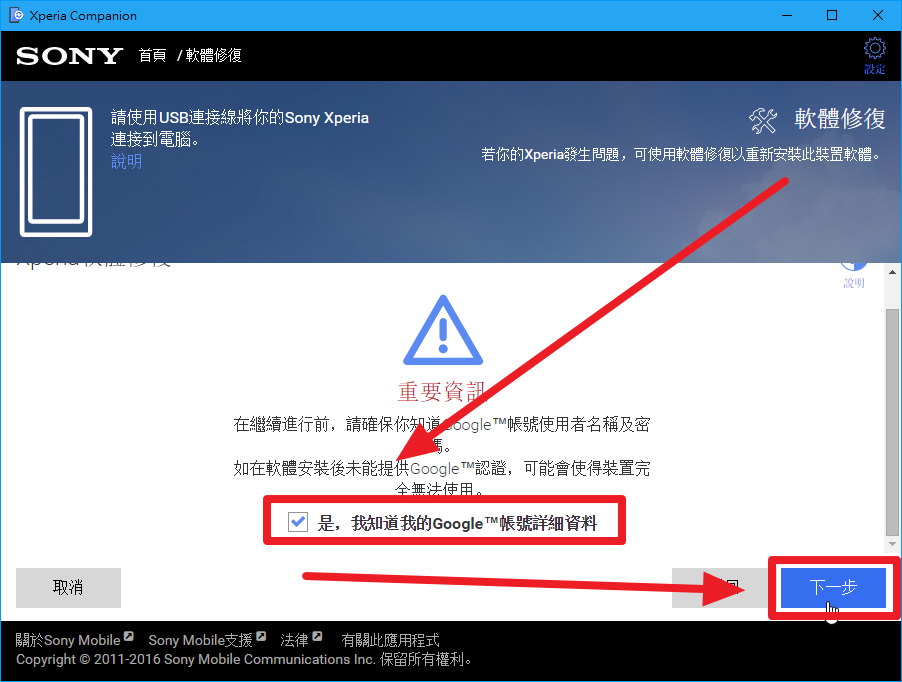 Xperia Companion
SONY 首頁 / 軟體修復
設定
請使用USB連接線將你的Sony Xperia
連接到電腦。
說明
軟體修復
若你的Xperia發生問題，可使用軟體修復以重新安裝此裝置軟體。
Xperia 軟體修復
說明
重要資訊
在繼續進行前，請確保你知道Google™帳號使用者名稱及密
碼。
如在軟體安裝後未能提供Google™認證，可能會使得裝置完
全無法使用。
是，我知道我的Google™帳號詳細資料
取消
下一步
關於Sony Mobile Sony Mobile支援 法律 有關此應用程式
Copyright © 2011-2016 Sony Mobile Communications Inc. 保留所有權利。